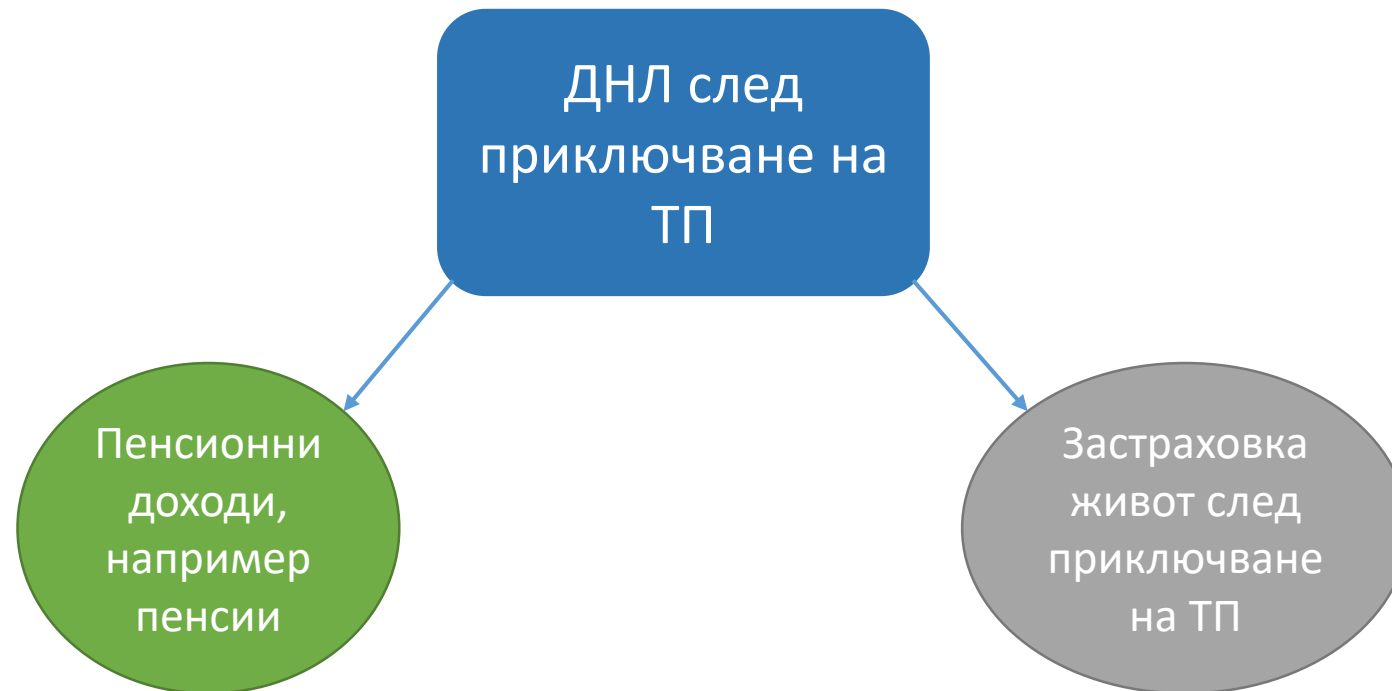 ДНЛ след
приключване на
ТП
Пенсионни
доходи,
например
пенсии
Застраховка
живот след
приключване
на ТП